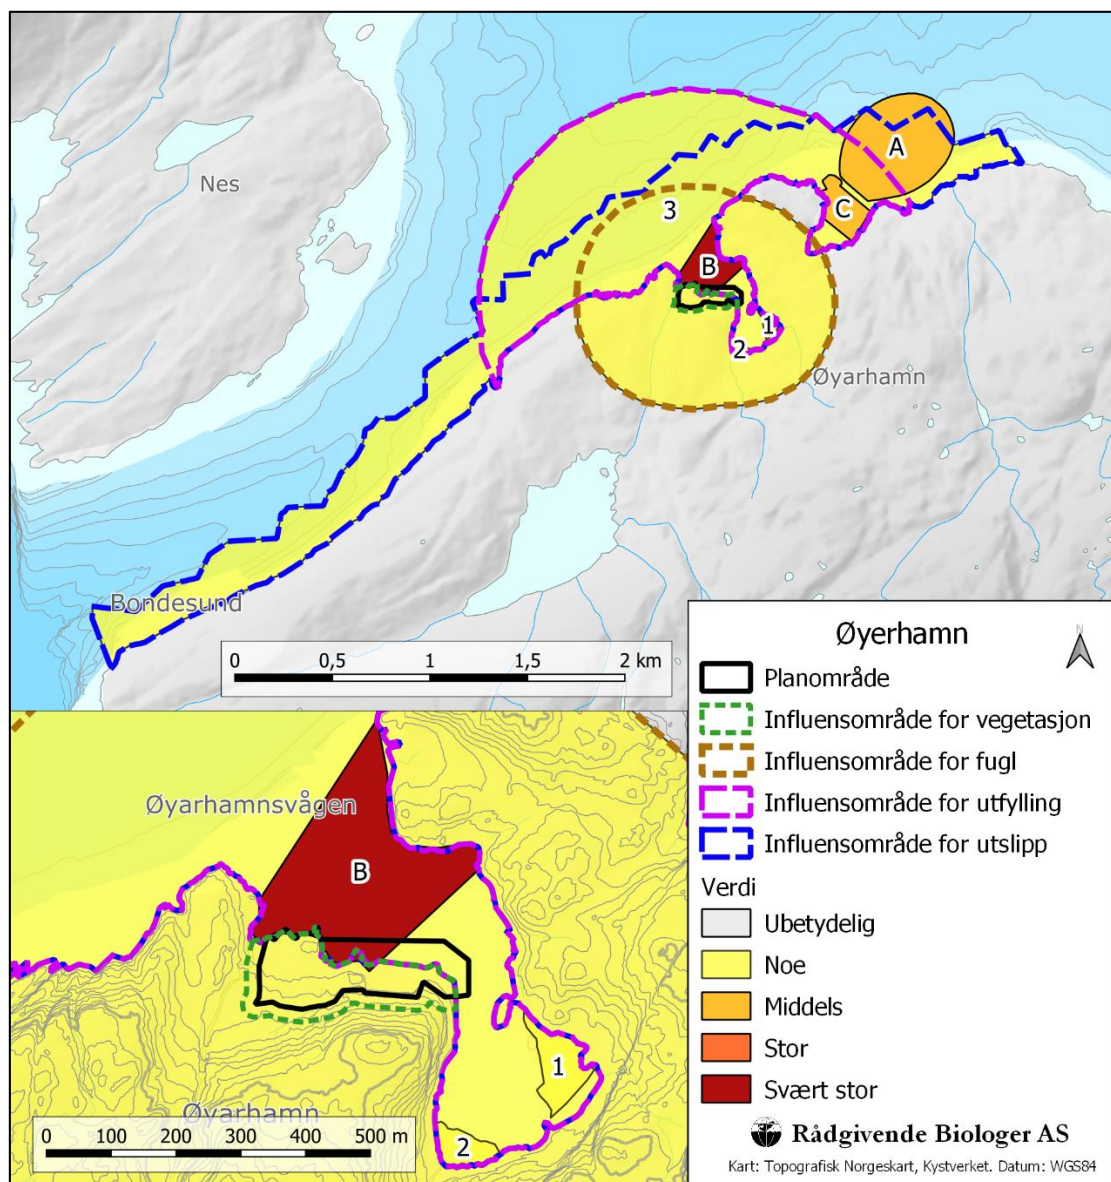 Nes
A
C
3
B
1
2
Øyarhamn
Bondesund
0 0,5 1 1,5 2 km
Øyarhamnsvågen
B
1
2
Øyarhamn
0 100 200 300 400 500 m
Øyerhamn
N
Planområde
Influensområde for vegetasjon
Influensområde for fugl
Influensområde for utfylling
Influensområde for utslipp
Verdi
Ubetydelig
Noe
Middels
Stor
Svært stor
Rådgivende Biologer AS
Kart: Topografisk Norgeskart, Kystverket. Datum: WGS84